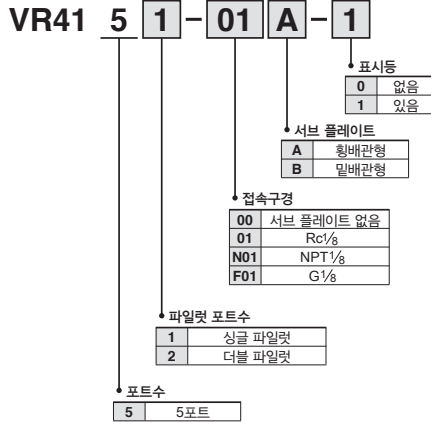 VR41 5 1 - 01 A - 1
표시등
0 없음
1 있음
서브 플레이트
A 횡배관형
B 밑배관형
접속구경
00 서브 플레이트 없음
01 Rc⅛
N01 NPT⅛
F01 G⅛
파일럿 포트수
1 싱글 파일럿
2 더블 파일럿
포트수
5 5포트